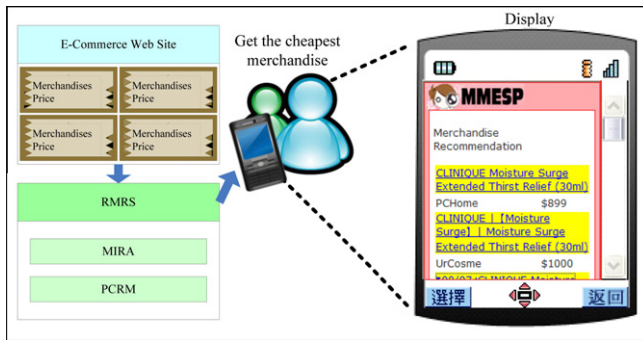 E-Commerce Web Site
Merchandises
Price
Merchandises
Price
Merchandises
Price
Merchandises
Price
RMRS
MIRA
PCRM
Get the cheapest
merchandise
Display
MMESP
Merchandise
Recommendation
CLINIQUE Moisture Surge
Extended Thirst Relief (30ml)
PCHome $899
CLINIQUE |【Moisture
Surge】| Moisture Surge
Extended Thirst Relief (30ml)
UrCosme $1000
CLINIQUE Moisture
選擇
返回